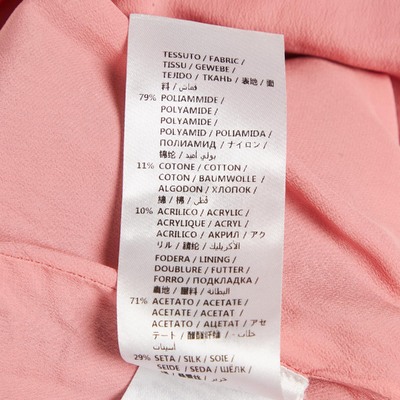 TESSUTO / FABRIC /
TISSU / GEWEBE /
TEJIDO / ТКАНЬ / 表地 / 面
料 / قماش /
79% POLIAMMIDE /
POLYAMIDE /
POLYAMIDE /
POLYAMID / POLIAMIDA /
ПОЛИАМИД / ナイロン /
锦纶 / بولي أميد /
11% COTONE / COTTON /
COTON / BAUMWOLLE /
ALGODON / ХЛОПОК /
綿 / 棉 / قطن /
10% ACRILICO / ACRYLIC /
ACRYLIQUE / ACRYL /
ACRILICO / АКРИЛ / アク
リル / 腈纶 / الأكريليك /
FODERA / LINING /
DOUBLURE / FUTTER /
FORRO / ПОДКЛАДКА /
裏地 / 里料 / البطانة /
71% ACETATO / ACETATE /
ACETATE / ACETAT /
ACETATO / АЦЕТАТ / アセ
テート / 醋酯纤维 /
أسيتات
29% SETA / SILK / SOIE /
SEIDE / SEDA / ШЁЛК /
حرير /